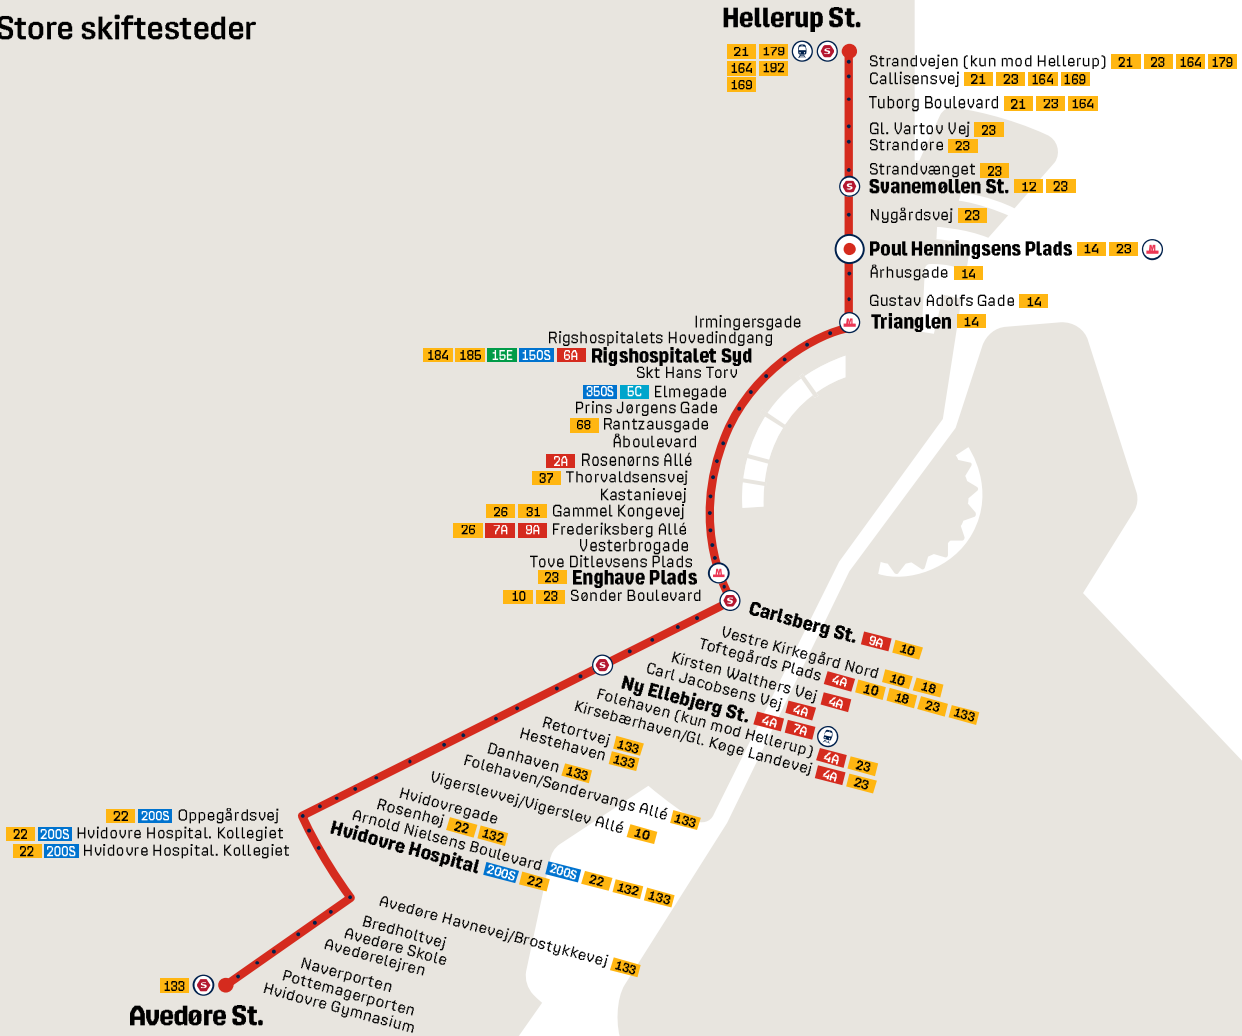 Store skiftesteder
Hellerup St.
21 179
164 192
169
Strandvejen (kun mod Hellerup) 21 23 164 179
Callisensvej 21 23 164 169
Tuborg Boulevard 21 23 164
Gl. Vartov Vej 23
Strandøre 23
Strandvænget 23
Svanemøllen St. 12 23
Nygårdsvej 23
Poul Henningsens Plads 14 23 M
Århusgade 14
Gustav Adolfs Gade 14
Trianglen 14
Irmingersgade
Rigshospitalets Hovedindgang
184 185 15E 150S 6A Rigshospitalet Syd
Skt Hans Torv
350S 5C Elmegade
Prins Jørgens Gade
68 Rantzausgade
Åboulevard
2A Rosenørns Allé
37 Thorvaldsensvej
Kastanievej
26 31 Gammel Kongevej
26 7A 9A Frederiksberg Allé
Vesterbrogade
Tove Ditlevsens Plads
23 Enghave Plads
10 23 Sønder Boulevard
Carlsberg St. 9A 10
Vestre Kirkegård Nord 10 18
Toftegårds Plads 4A 10 18 23 133
Kirsten Walthers Vej 4A
Carl Jacobsens Vej 4A
Ny Ellebjerg St. 4A 7A
Folehaven (kun mod Hellerup) 4A 23
Kirsebærhaven/Gl. Køge Landevej 4A 23
Retortvej 133
Hestehaven 133
Danhaven 133
Folehaven/Søndervangs Allé 133
Vigerslevvej/Vigerslev Allé 10
Hvidovregade
Rosenhøj 22 132
Arnold Nielsens Boulevard 200S 22 132 133
Hvidovre Hospital 200S 22
22 200S Oppegårdsvej
22 200S Hvidovre Hospital. Kollegiet
22 200S Hvidovre Hospital. Kollegiet
Avedøre Havnevej/Brostykkevej 133
Bredholtvej
Avedøre Skole
Avedørelejren
Naverporten
Pottemagerporten
Hvidovre Gymnasium
133
Avedøre St.